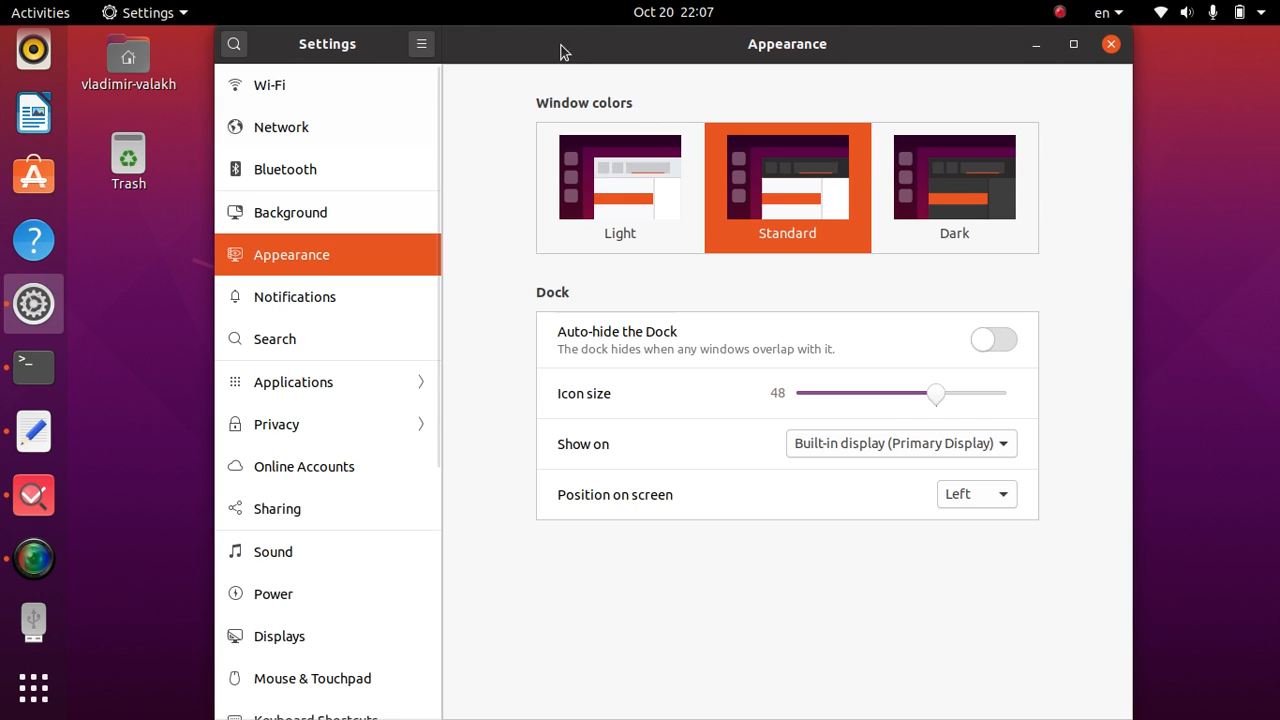 Activities
Settings
Oct 20 22:07
en
vladimir-valakh
Trash
Settings
Appearance
Wi-Fi
Network
Bluetooth
Background
Appearance
Notifications
Search
Applications
Privacy
Online Accounts
Sharing
Sound
Power
Displays
Mouse & Touchpad
Keyboard Shortcuts
Window colors
Light
Standard
Dark
Dock
Auto-hide the Dock
The dock hides when any windows overlap with it.
Icon size
48
Show on
Built-in display (Primary Display)
Position on screen
Left